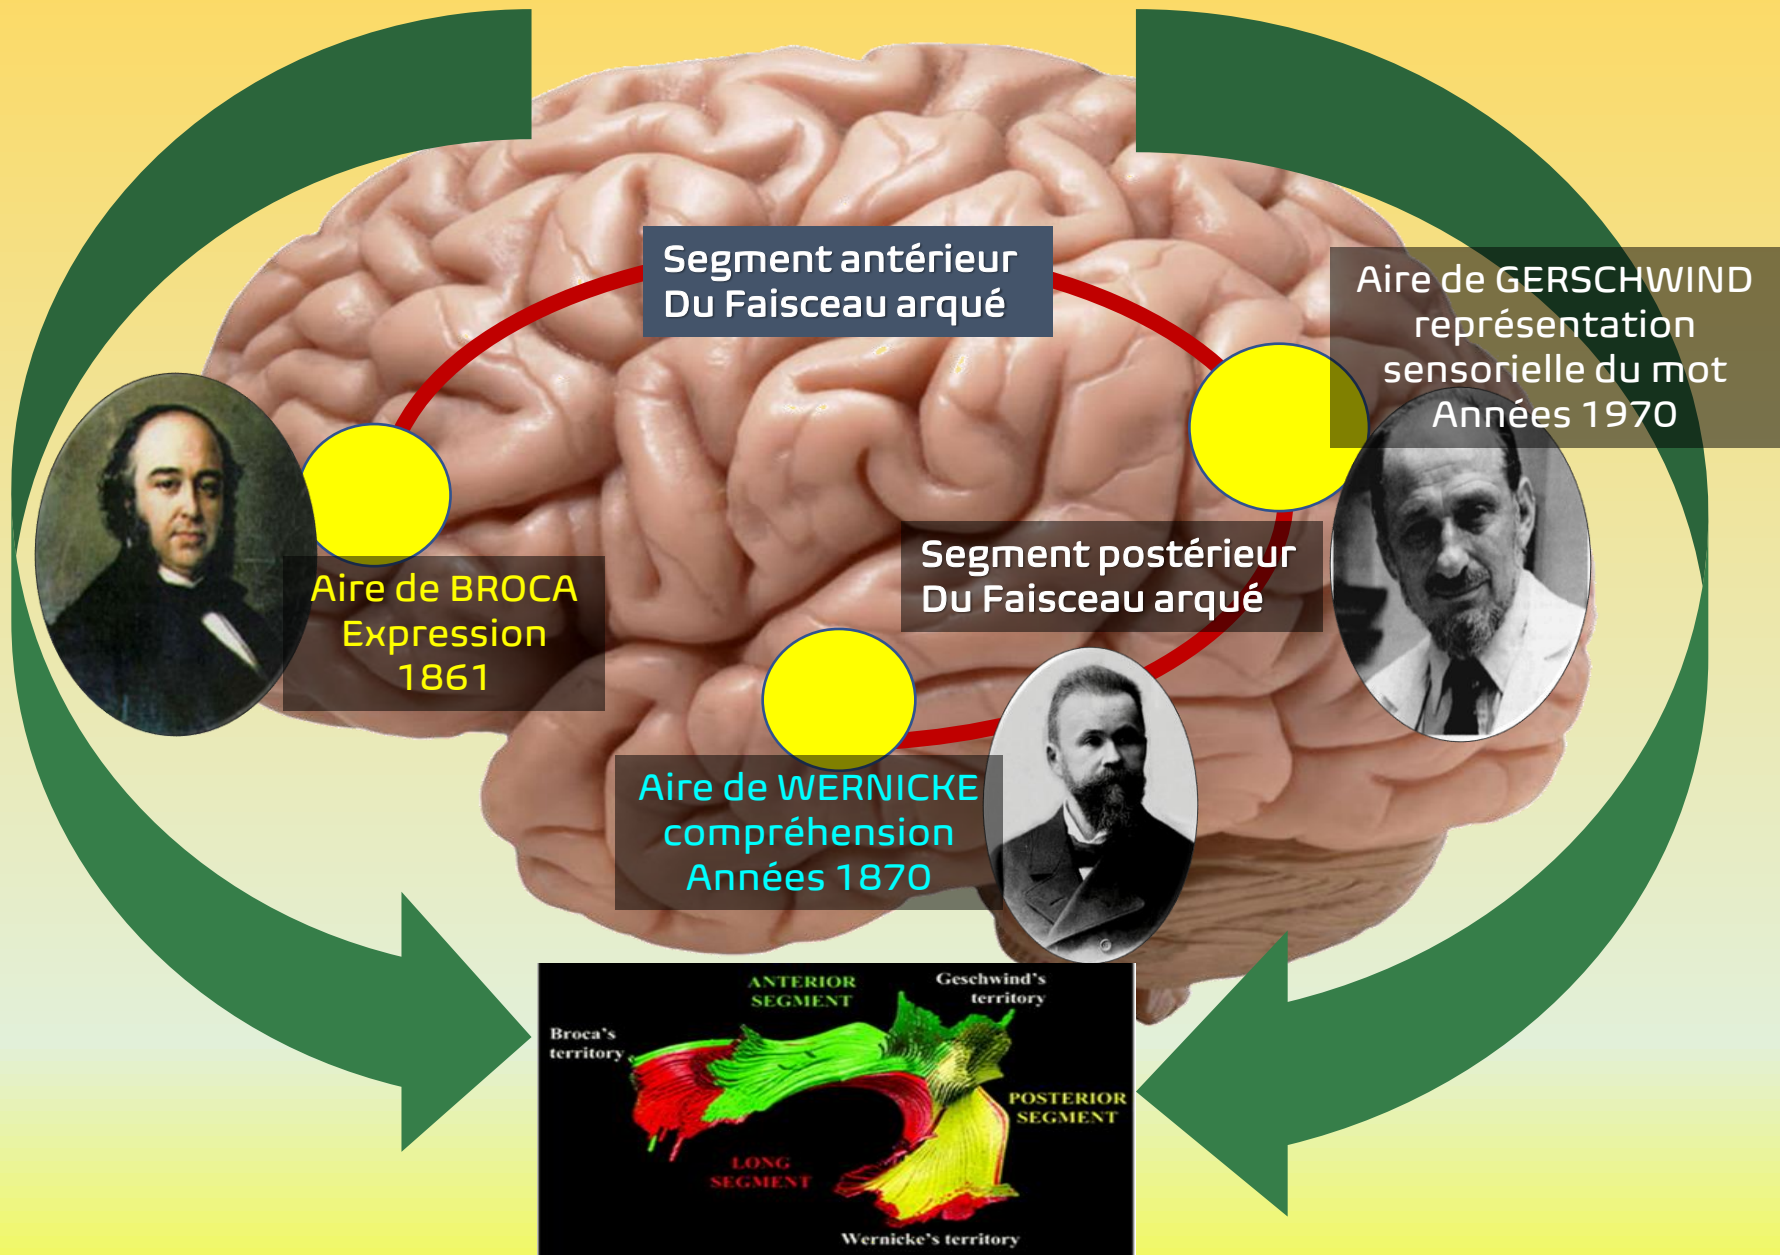 Segment antérieur
Du Faisceau arqué
Aire de GERSCHWIND
représentation
sensorielle du mot
Années 1970
Segment postérieur
Du Faisceau arqué
Aire de BROCA
Expression
1861
Aire de WERNICKE
compréhension
Années 1870
ANTERIOR
SEGMENT
Geschwind's
territory
Broca's
territory
POSTERIOR
SEGMENT
LONG
SEGMENT
Wernicke's territory